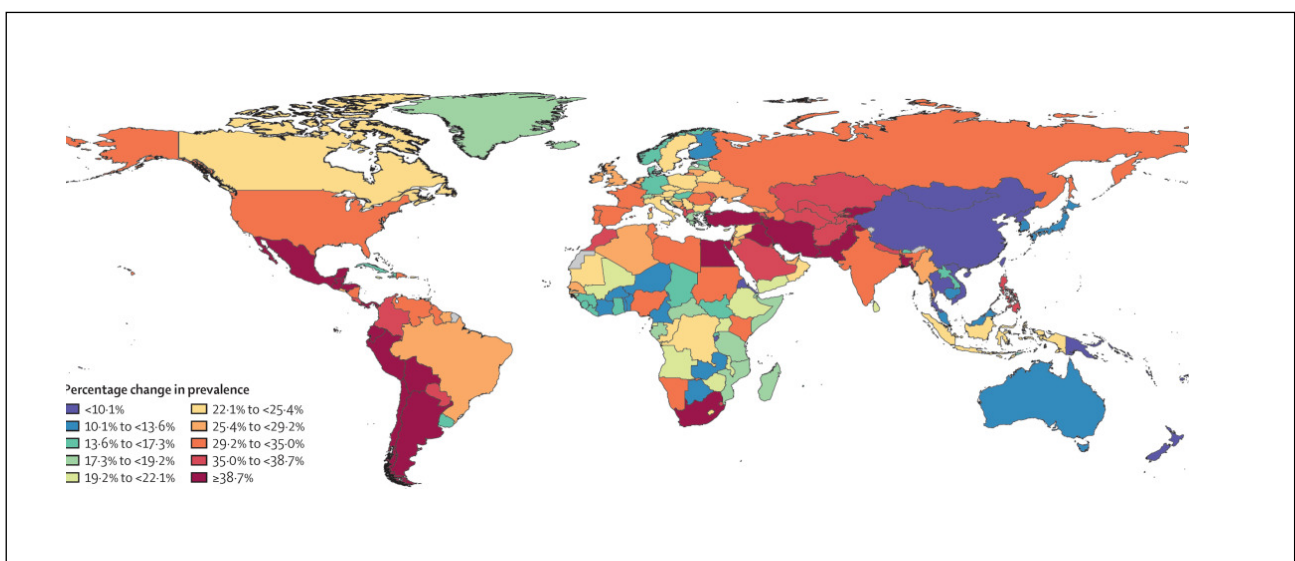 Percentage change in prevalence
<10·1%
10·1% to <13·6%
13·6% to <17·3%
17·3% to <19·2%
19·2% to <22·1%
22·1% to <25·4%
25·4% to <29·2%
29·2% to <35·0%
35·0% to <38·7%
≥38·7%